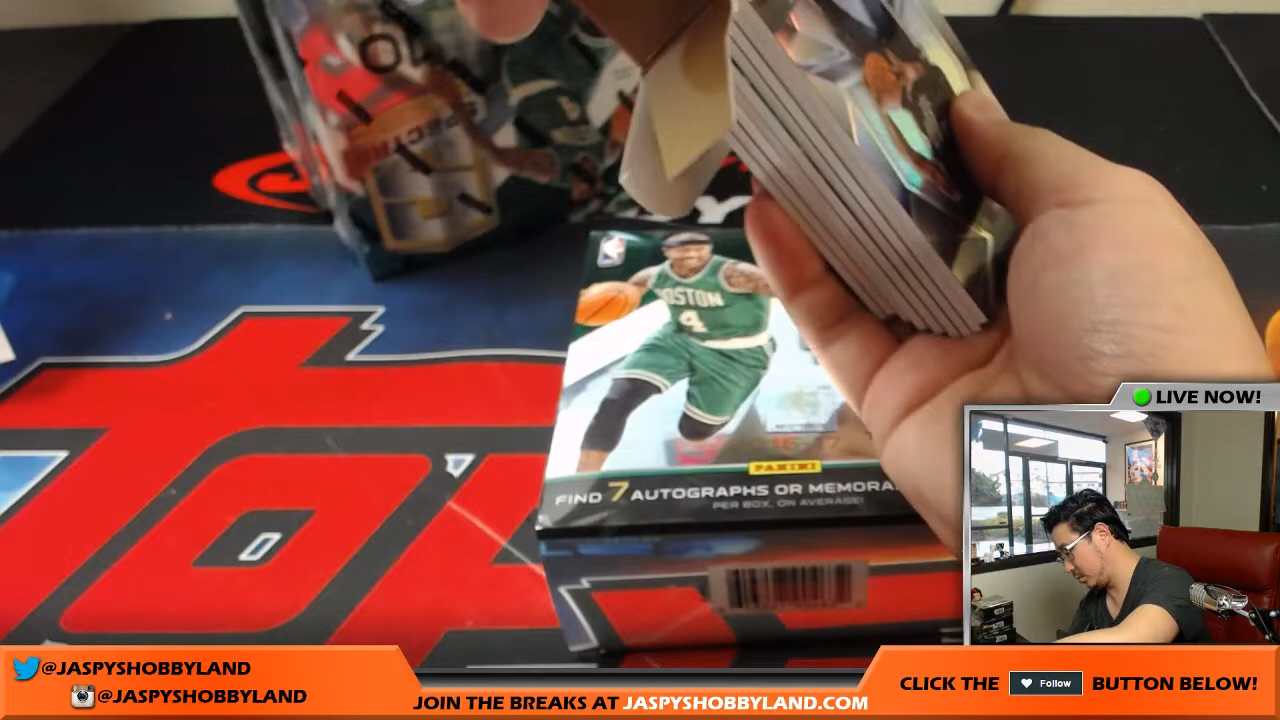 BOSTON
4
PANINI
FIND 7 AUTOGRAPHS OR MEMORA
PER BOX, ON AVERAGE!
LIVE NOW!
@JASPYSHOBBYLAND
@JASPYSHOBBYLAND
JOIN THE BREAKS AT JASPYSHOBBYLAND.COM
CLICK THE Follow BUTTON BELOW!